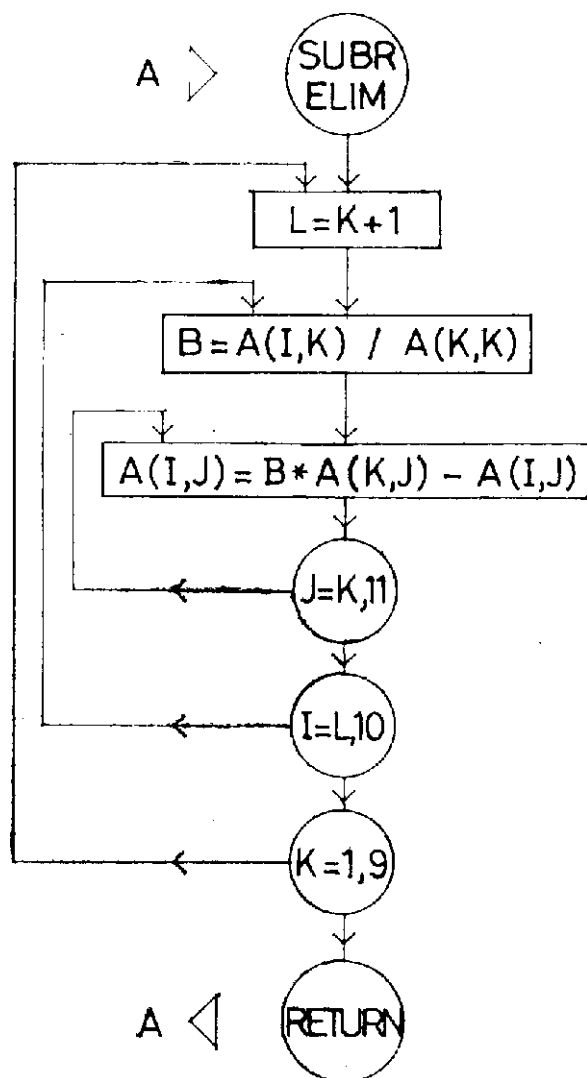 A
SUBR
ELIM
L=K+1
B=A(I,K) / A(K,K)
A(I,J)=B*A(K,J)-A(I,J)
J=K,11
I=L,10
K=1,9
A
RETURN